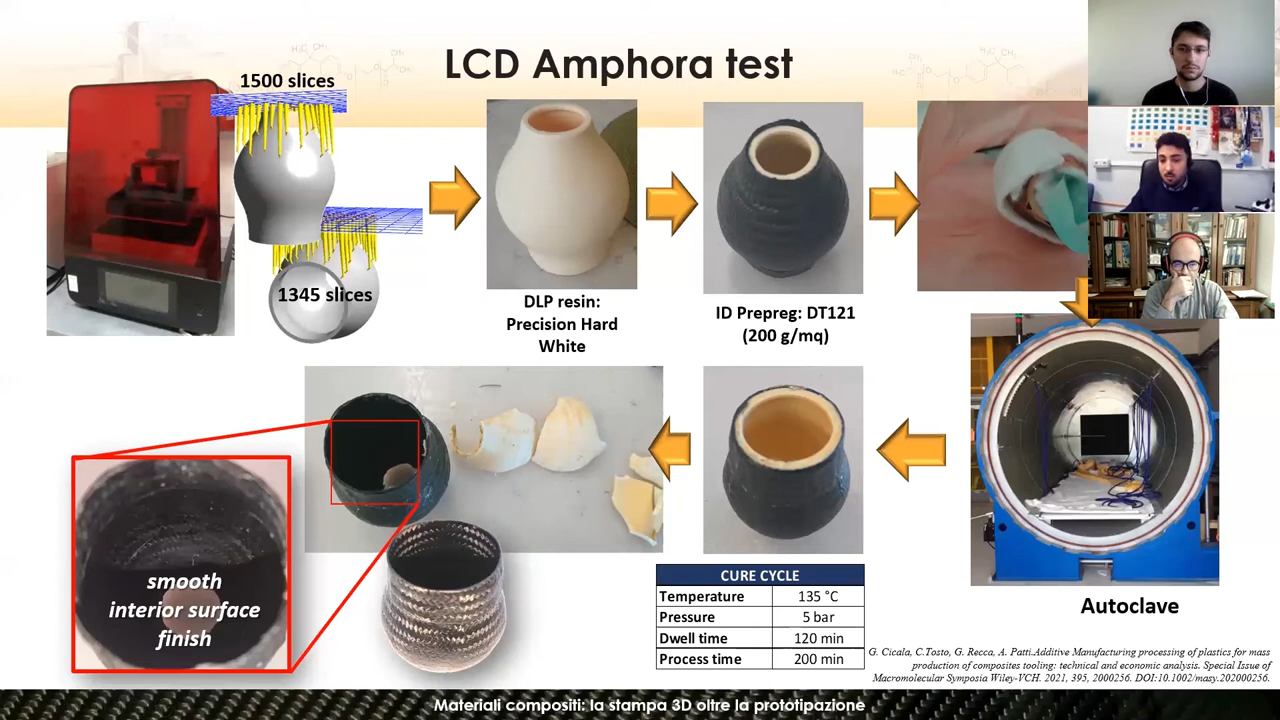 LCD Amphora test
1500 slices
1345 slices
DLP resin:
Precision Hard
White
ID Prepreg: DT121
(200 g/mq)
Autoclave
smooth
interior surface
finish
CURE CYCLE
Temperature 135 °C
Pressure 5 bar
Dwell time 120 min
Process time 200 min
G. Cicala, C.Tosto, G. Recca, A. Patti.Additive Manufacturing processing of plastics for mass
production of composites tooling: technical and economic analysis. Special Issue of
Macromolecular Symposia Wiley-VCH. 2021, 395, 2000256. DOI:10.1002/masy.202000256.
Materiali compositi: la stampa 3D oltre la prototipazione